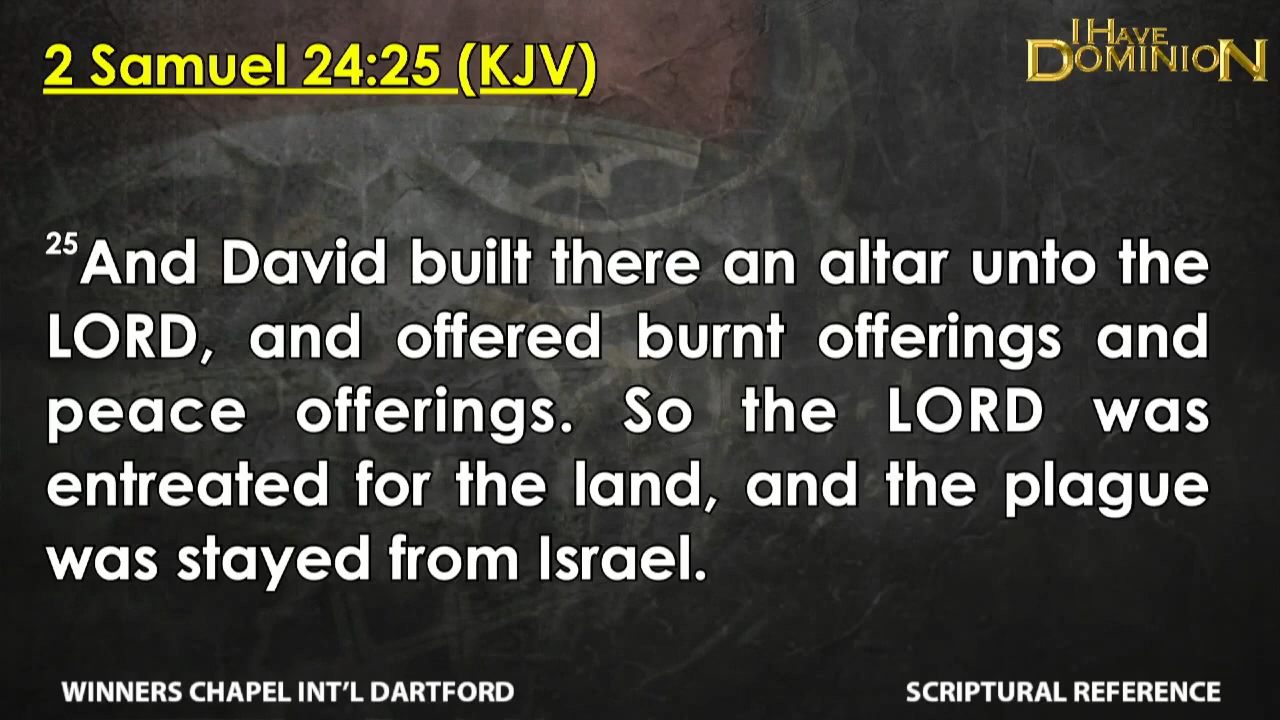 2 Samuel 24:25 (KJV)
I HAVE
DOMINION
25And David built there an altar unto the
LORD, and offered burnt offerings and
peace offerings. So the LORD was
entreated for the land, and the plague
was stayed from Israel.
WINNERS CHAPEL INT'L DARTFORD
SCRIPTURAL REFERENCE